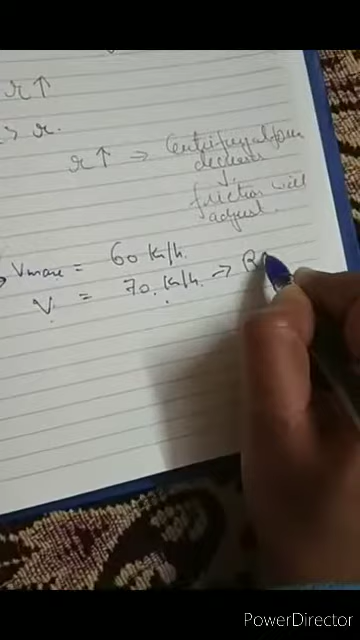 r ↑
> r.
r ↑ → Centrifugal force
decreases
↓
friction will
adjust.
Vmax = 60 km/h.
V = 70 km/h. →
PowerDirector